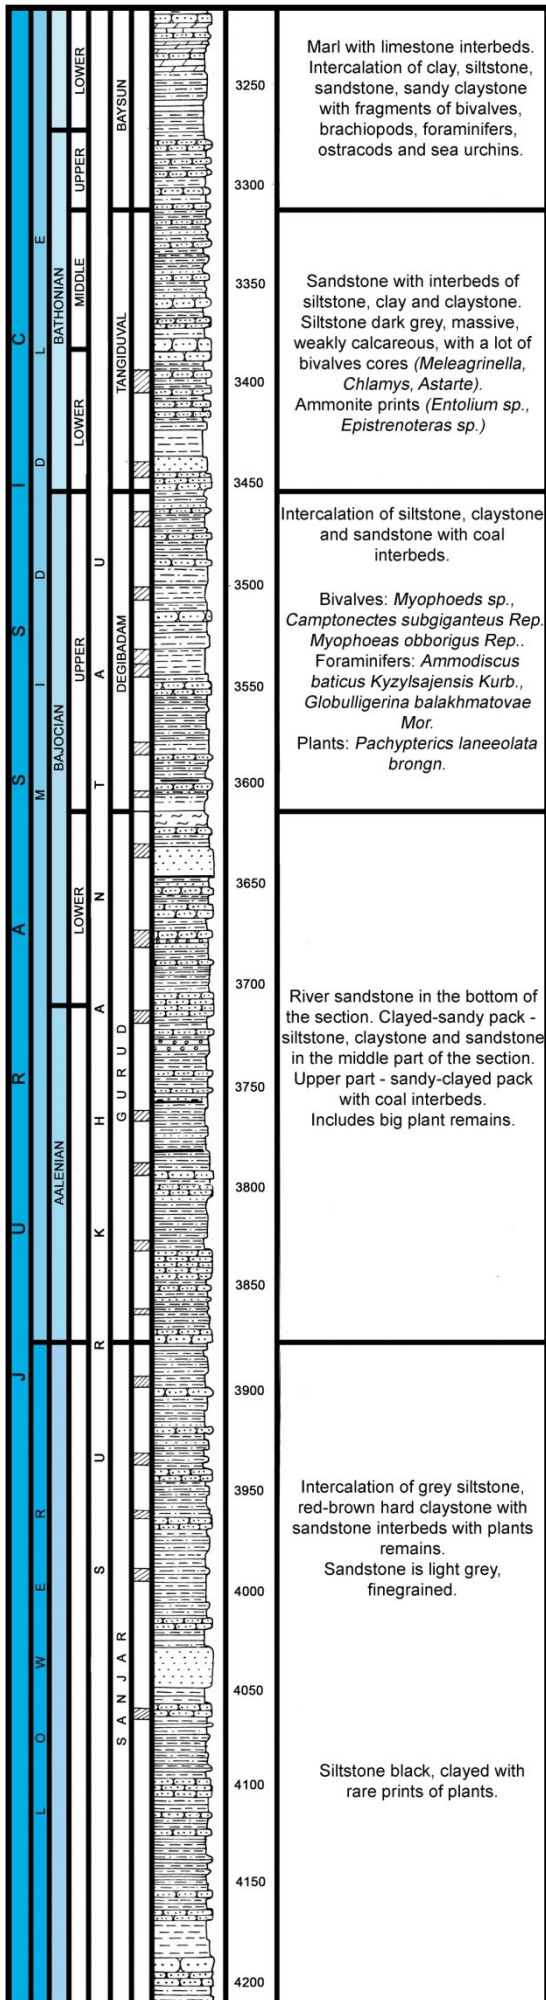 JURASSIC
MIDDLE
LOWER
BATHONIAN
BAJOCIAN
AALENIAN
LOWER
UPPER
MIDDLE
LOWER
UPPER
LOWER
SURKHANTAU
BAYSUN
TANGIDUVAL
DEGIBADAM
GURUD
SANJAR
3250
3300
3350
3400
3450
3500
3550
3600
3650
3700
3750
3800
3850
3900
3950
4000
4050
4100
4150
4200
Marl with limestone interbeds.
Intercalation of clay, siltstone,
sandstone, sandy claystone
with fragments of bivalves,
brachiopods, foraminifers,
ostracods and sea urchins.
Sandstone with interbeds of
siltstone, clay and claystone.
Siltstone dark grey, massive,
weakly calcareous, with a lot of
bivalves cores (Meleagrinella,
Chlamys, Astarte).
Ammonite prints (Entolium sp.,
Epistrenoteras sp.)
Intercalation of siltstone, claystone
and sandstone with coal
interbeds.
Bivalves: Myophoeds sp.,
Camptonectes subgiganteus Rep.
Myophoeas obborigus Rep..
Foraminifers: Ammodiscus
baticus Kyzylsajensis Kurb.,
Globulligerina balakhmatovae
Mor.
Plants: Pachypterics laneeolata
brongn.
River sandstone in the bottom of
the section. Clayed-sandy pack -
siltstone, claystone and sandstone
in the middle part of the section.
Upper part - sandy-clayed pack
with coal interbeds.
Includes big plant remains.
Intercalation of grey siltstone,
red-brown hard claystone with
sandstone interbeds with plants
remains.
Sandstone is light grey,
finegrained.
Siltstone black, clayed with
rare prints of plants.